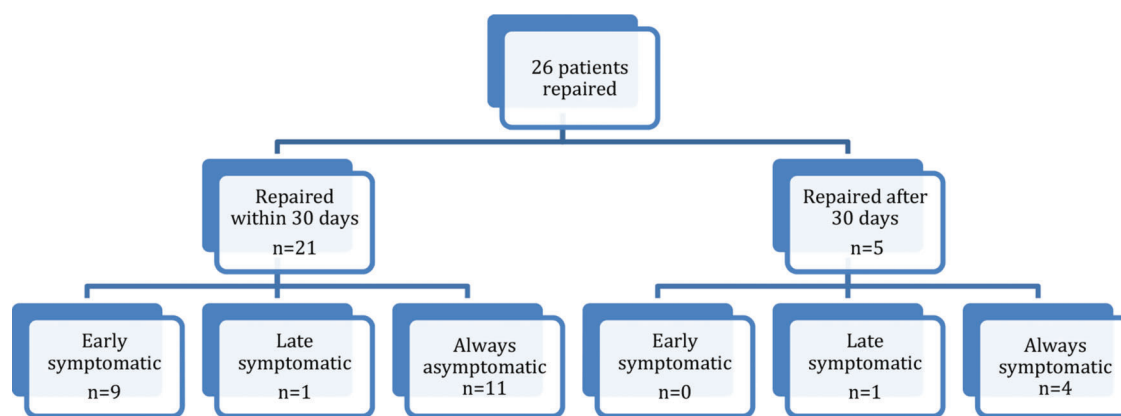 26 patients
repaired
Repaired
within 30 days
n=21
Repaired after
30 days
n=5
Early
symptomatic
n=9
Late
symptomatic
n=1
Always
asymptomatic
n=11
Early
symptomatic
n=0
Late
symptomatic
n=1
Always
symptomatic
n=4